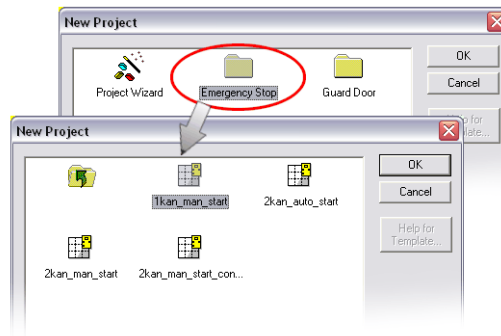 New Project
OK
Project Wizard
Emergency Stop
Guard Door
Cancel
New Project
OK
1kan_man_start
2kan_auto_start
Cancel
Help for
Template...
2kan_man_start
2kan_man_start_con...